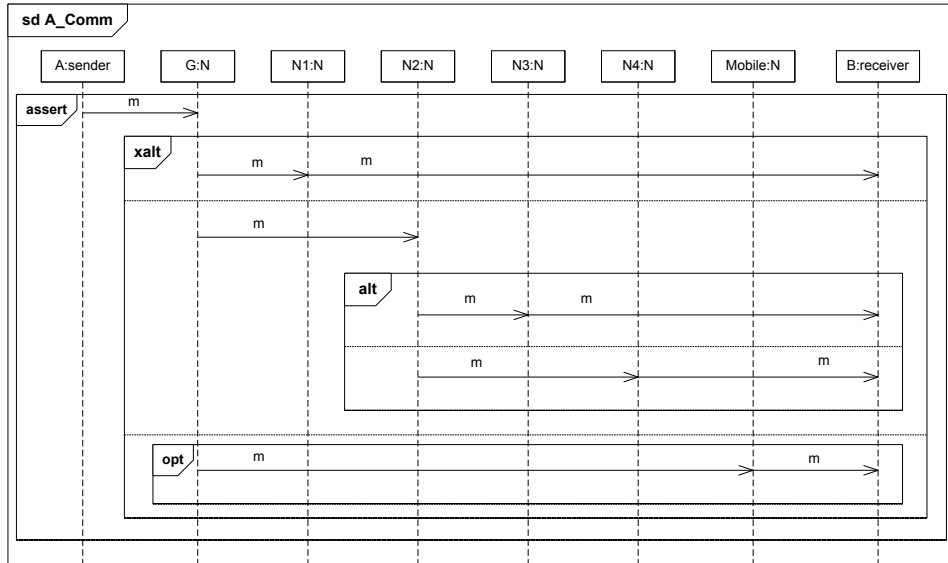 sd A_Comm
A:sender G:N N1:N N2:N N3:N N4:N Mobile:N B:receiver
assert m
xalt
m m
m
alt
m m
m m
opt m m